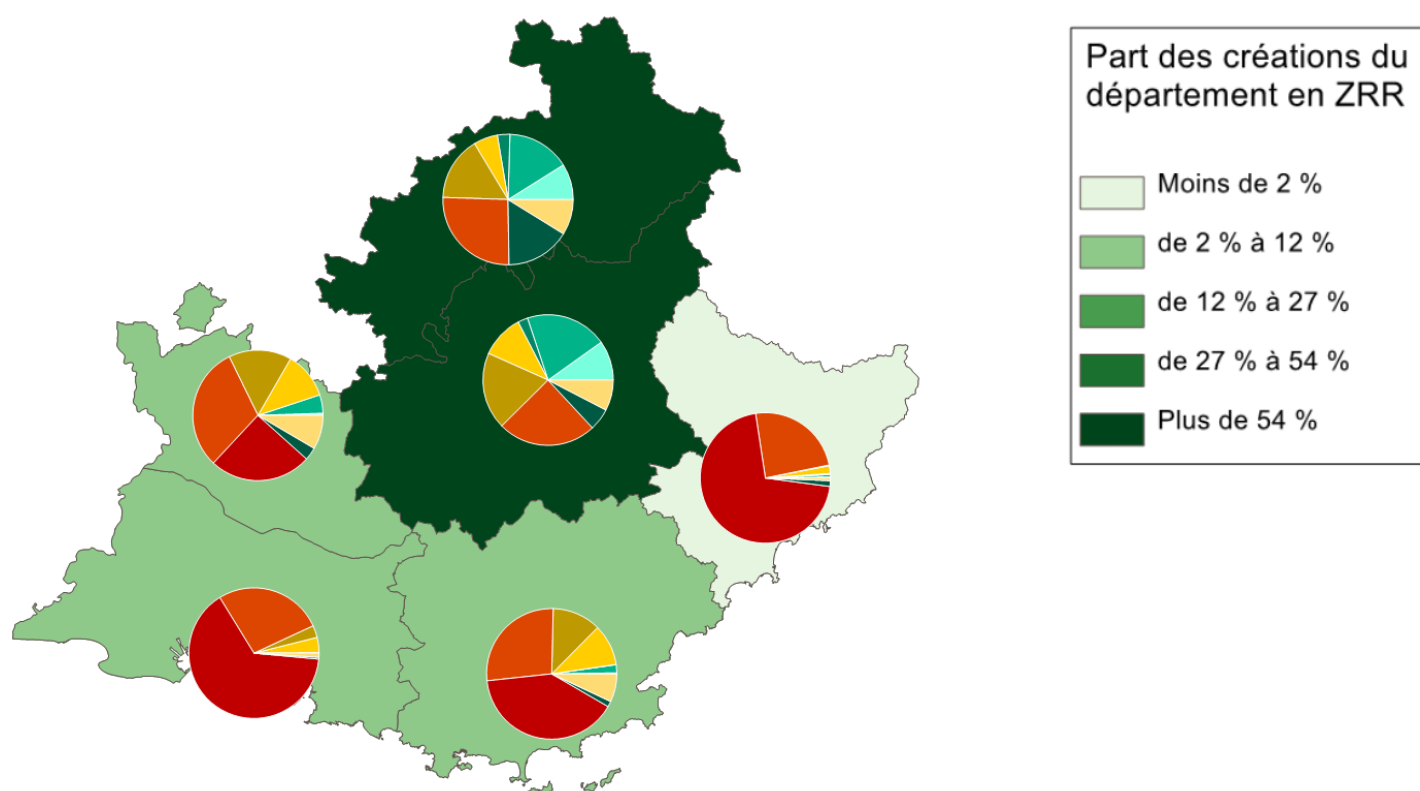 Part des créations du
département en ZRR
Moins de 2 %
de 2 % à 12 %
de 12 % à 27 %
de 27 % à 54 %
Plus de 54 %